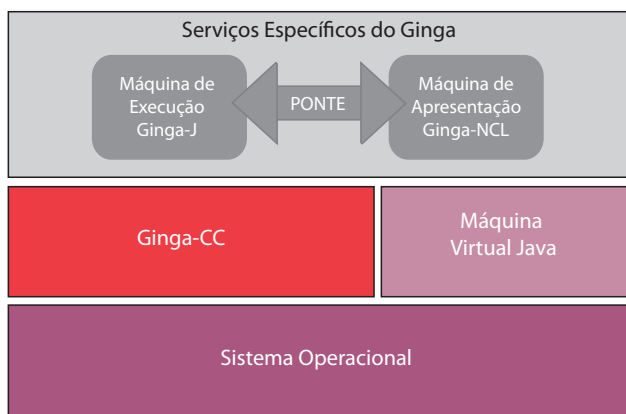 Serviços Específicos do Ginga
Máquina de
Execução
Ginga-J
PONTE
Máquina de
Apresentação
Ginga-NCL
Ginga-CC
Máquina
Virtual Java
Sistema Operacional